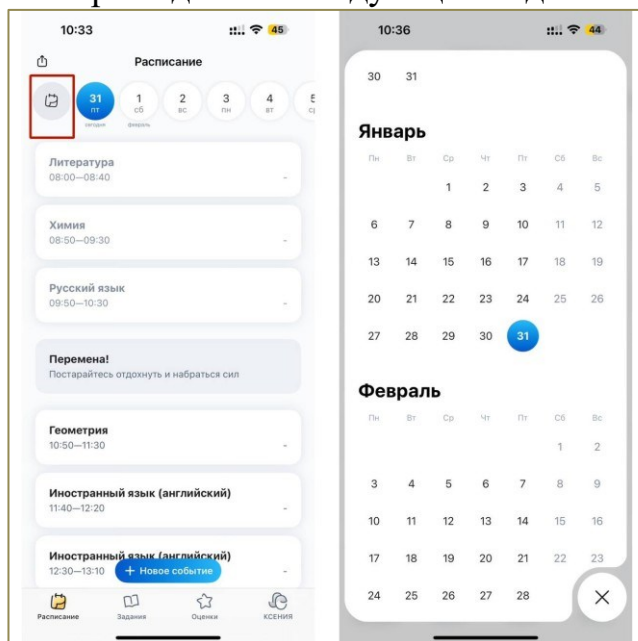 10:33
45
Расписание
31 пт
1 сб
2 вс
3 пн
4 вт
сегодня
февраль
Литература
08:00—08:40 -
Химия
08:50—09:30 -
Русский язык
09:50—10:30 -
Перемена!
Постарайтесь отдохнуть и набраться сил
Геометрия
10:50—11:30 -
Иностранный язык (английский)
11:40—12:20 -
Иностранный язык (английский)
12:30—13:10 -
+ Новое событие
Расписание Задания Оценки КСЕНИЯ
10:36
44
30 31
Январь
Пн Вт Ср Чт Пт Сб Вс
1 2 3 4 5
6 7 8 9 10 11 12
13 14 15 16 17 18 19
20 21 22 23 24 25 26
27 28 29 30 31
Февраль
Пн Вт Ср Чт Пт Сб Вс
1 2
3 4 5 6 7 8 9
10 11 12 13 14 15 16
17 18 19 20 21 22 23
24 25 26 27 28